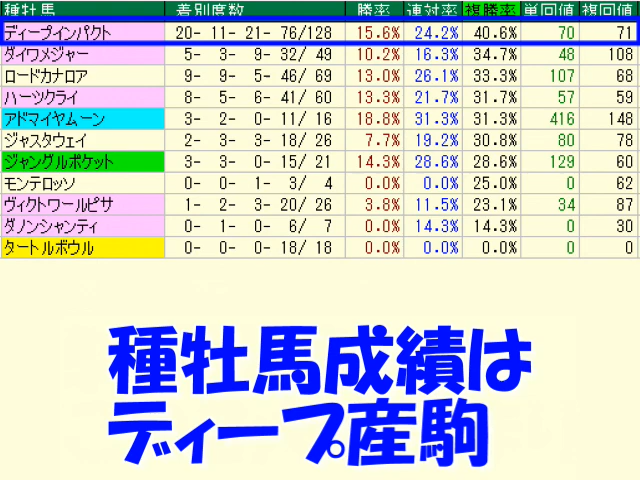 種牡馬 着別度数 勝率 連対率 複勝率 単回値 複回値
ディープインパクト 20- 11- 21- 76/128 15.6% 24.2% 40.6% 70 71
ダイワメジャー 5- 3- 9- 32/ 49 10.2% 16.3% 34.7% 48 108
ロードカナロア 9- 9- 5- 46/ 69 13.0% 26.1% 33.3% 107 68
ハーツクライ 8- 5- 6- 41/ 60 13.3% 21.7% 31.7% 57 59
アドマイヤムーン 3- 2- 0- 11/ 16 18.8% 31.3% 31.3% 416 148
ジャスタウェイ 2- 3- 3- 18/ 26 7.7% 19.2% 30.8% 80 78
ジャングルポケット 3- 3- 0- 15/ 21 14.3% 28.6% 28.6% 129 60
モンテロッソ 0- 0- 1- 3/ 4 0.0% 0.0% 25.0% 0 62
ヴィクトワールピサ 1- 2- 3- 20/ 26 3.8% 11.5% 23.1% 34 87
ダノンシャンティ 0- 1- 0- 6/ 7 0.0% 14.3% 14.3% 0 30
タートルボウル 0- 0- 0- 18/ 18 0.0% 0.0% 0.0% 0 0
種牡馬成績は
ディープ産駒